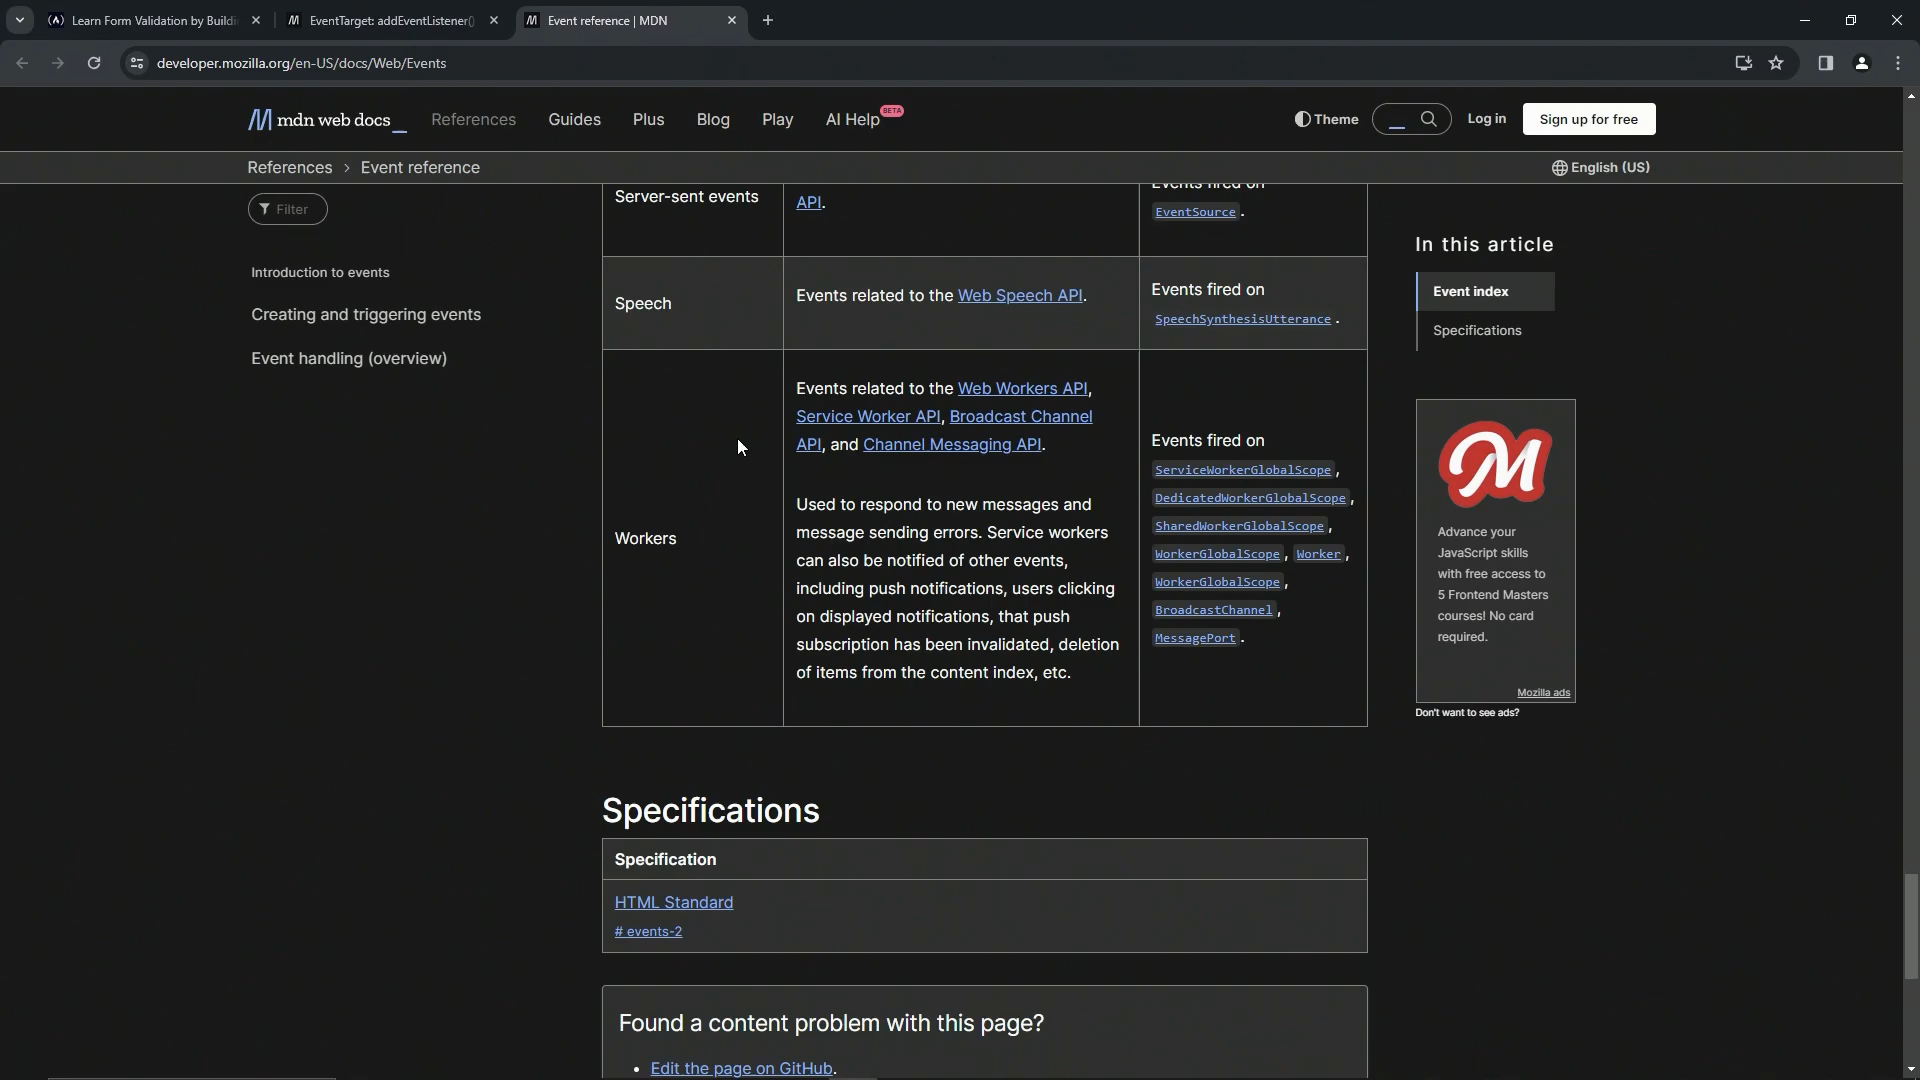 Learn Form Validation by Buildi
EventTarget: addEventListener()
Event reference | MDN
developer.mozilla.org/en-US/docs/Web/Events
mdn web docs_
References
Guides
Plus
Blog
Play
AI Help
BETA
Theme
Log in
Sign up for free
References > Event reference
English (US)
Filter
Introduction to events
Creating and triggering events
Event handling (overview)
Server-sent events
API.
Events fired on
EventSource.
Speech
Events related to the Web Speech API.
Events fired on
SpeechSynthesisUtterance.
Workers
Events related to the Web Workers API,
Service Worker API, Broadcast Channel
API, and Channel Messaging API.
Used to respond to new messages and
message sending errors. Service workers
can also be notified of other events,
including push notifications, users clicking
on displayed notifications, that push
subscription has been invalidated, deletion
of items from the content index, etc.
Events fired on
ServiceWorkerGlobalScope,
DedicatedWorkerGlobalScope,
SharedWorkerGlobalScope,
WorkerGlobalScope, Worker,
WorkerGlobalScope,
BroadcastChannel,
MessagePort.
Specifications
Specification
HTML Standard
# events-2
Found a content problem with this page?
• Edit the page on GitHub.
In this article
Event index
Specifications
M
Advance your
JavaScript skills
with free access to
5 Frontend Masters
courses! No card
required.
Mozilla ads
Don't want to see ads?